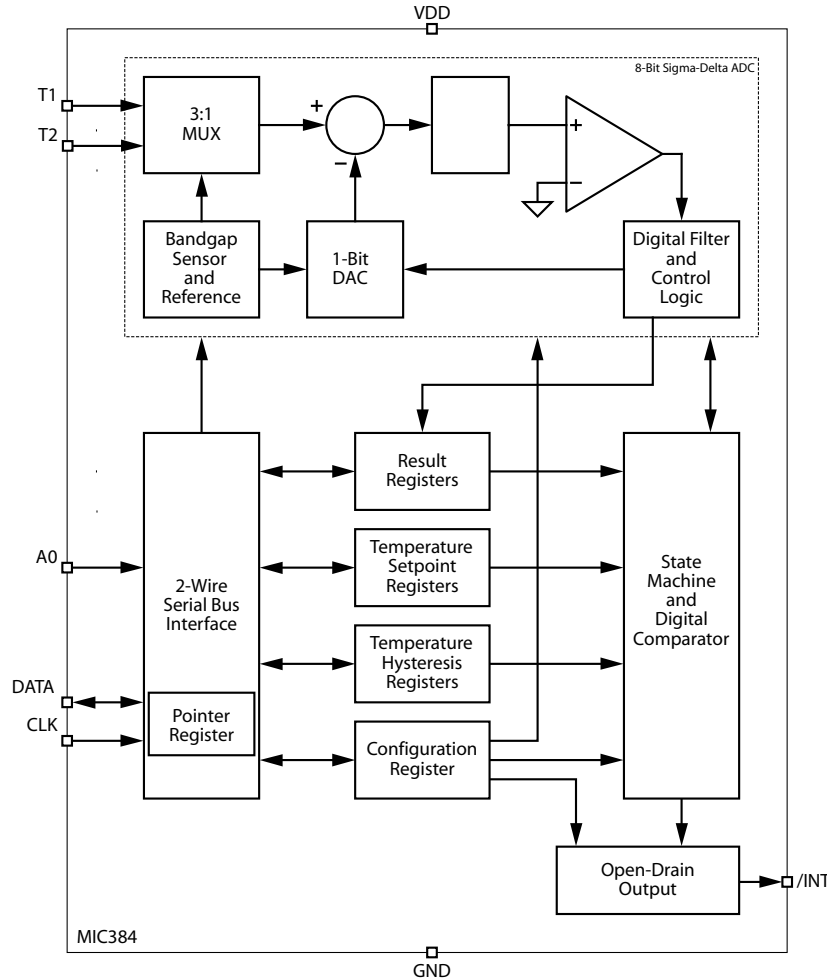 VDD
8-Bit Sigma-Delta ADC
T1
T2
3:1
MUX
+
−
+
−
Bandgap
Sensor
and
Reference
1-Bit
DAC
Digital Filter
and
Control
Logic
Result
Registers
A0
2-Wire
Serial Bus
Interface
Temperature
Setpoint
Registers
State
Machine
and
Digital
Comparator
Temperature
Hysteresis
Registers
DATA
CLK
Pointer
Register
Configuration
Register
Open-Drain
Output
/INT
MIC384
GND